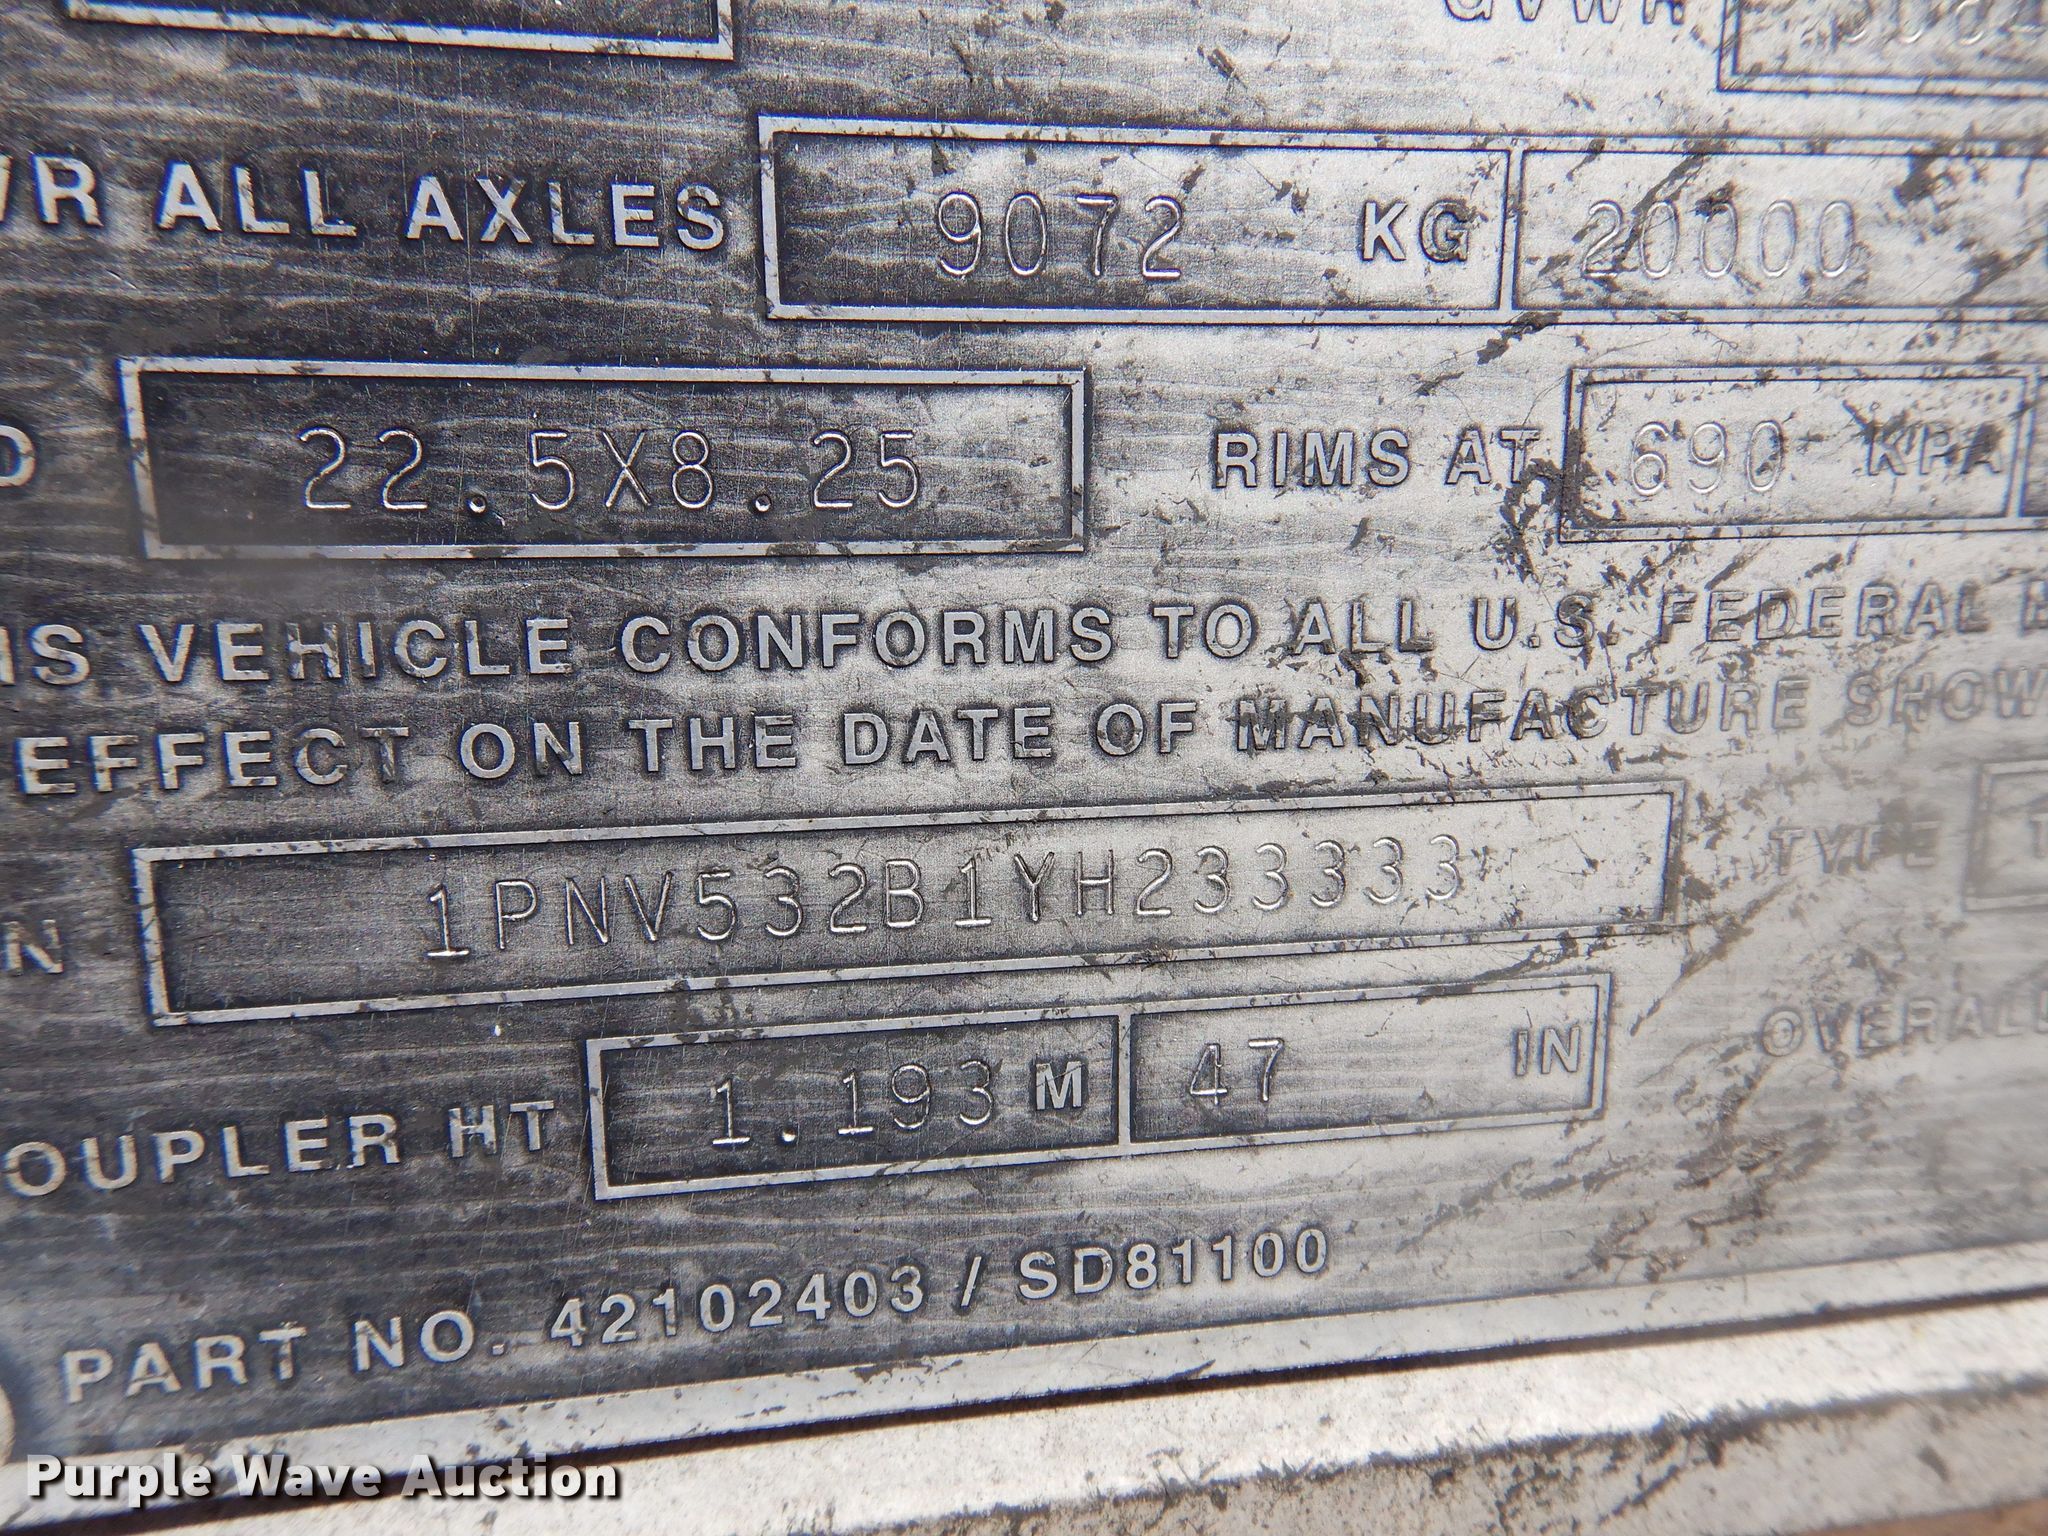 GVWR
WR ALL AXLES 9072 KG 20000
D 22.5X8.25 RIMS AT 690 KPA
IS VEHICLE CONFORMS TO ALL U.S. FEDERAL
EFFECT ON THE DATE OF MANUFACTURE SHOW
N 1PNV532B1YH233333 TYPE T
OUPLER HT 1.193 M 47 IN OVERALL
PART NO. 42102403 / SD81100
Purple Wave Auction